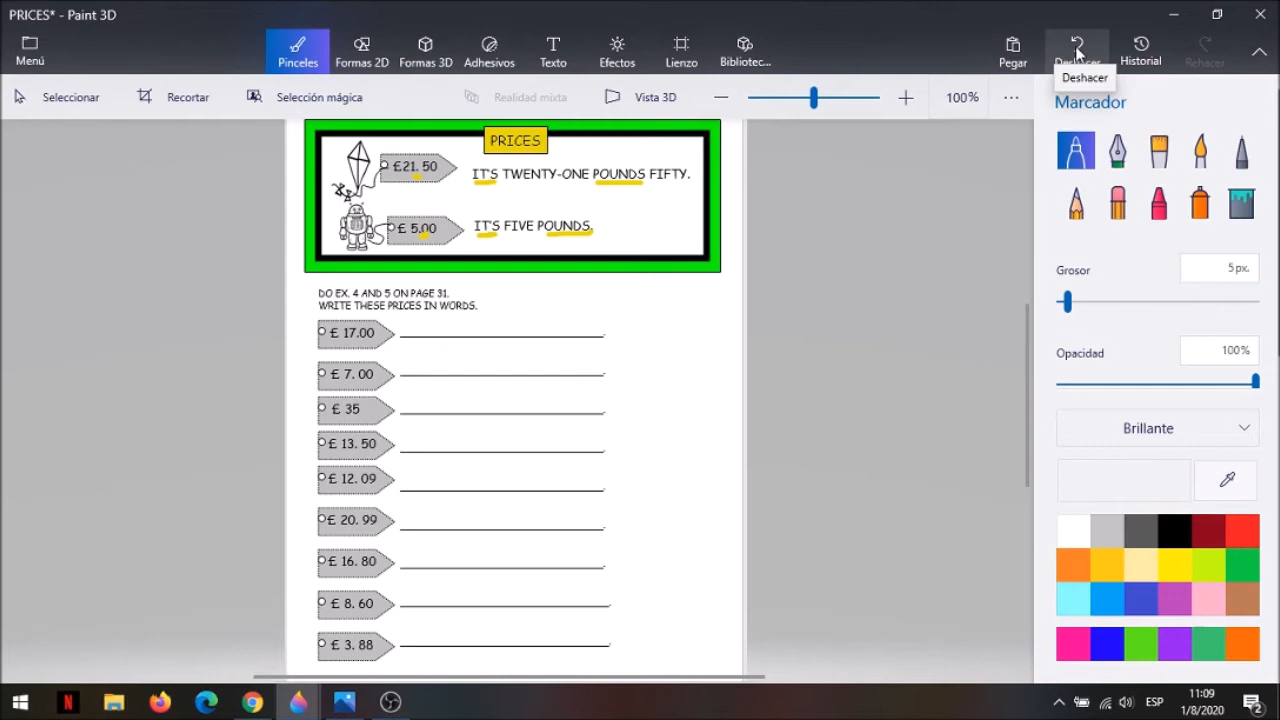 PRICES* - Paint 3D
Menú
Pinceles
Formas 2D
Formas 3D
Adhesivos
Texto
Efectos
Lienzo
Bibliotec...
Pegar
Deshacer
Historial
Rehacer
Deshacer
Seleccionar
Recortar
Selección mágica
Realidad mixta
Vista 3D
100%
Marcador
Grosor
5 px.
Opacidad
100%
Brillante
PRICES
£21. 50
IT'S TWENTY-ONE POUNDS FIFTY.
£ 5.00
IT'S FIVE POUNDS.
DO EX. 4 AND 5 ON PAGE 31.
WRITE THESE PRICES IN WORDS.
£ 17.00
£ 7. 00
£ 35
£ 13. 50
£ 12. 09
£ 20. 99
£ 16. 80
£ 8. 60
£ 3. 88
ESP
11:09
1/8/2020
2